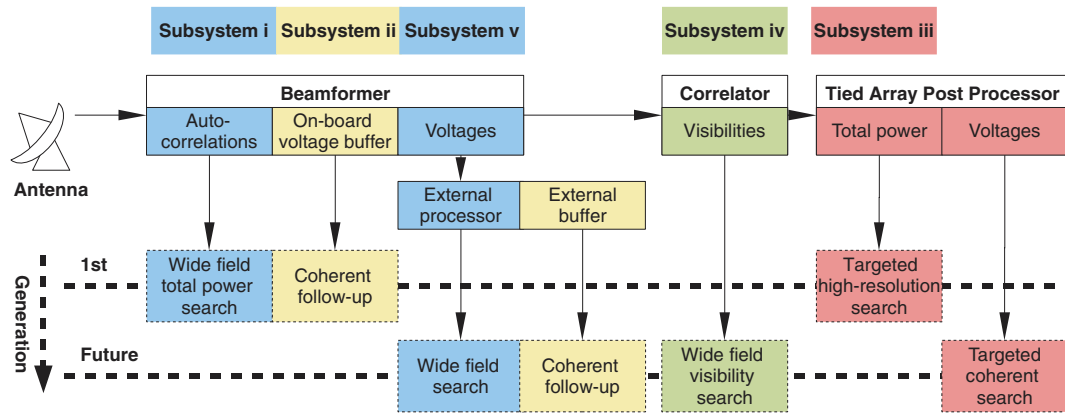 Subsystem i
Subsystem ii
Subsystem v
Subsystem iv
Subsystem iii
Beamformer
Correlator
Tied Array Post Processor
Auto-
correlations
On-board
voltage buffer
Voltages
Visibilities
Total power
Voltages
Antenna
External
processor
External
buffer
Generation
1st
Wide field
total power
search
Coherent
follow-up
Targeted
high-resolution
search
Future
Wide field
search
Coherent
follow-up
Wide field
visibility
search
Targeted
coherent
search